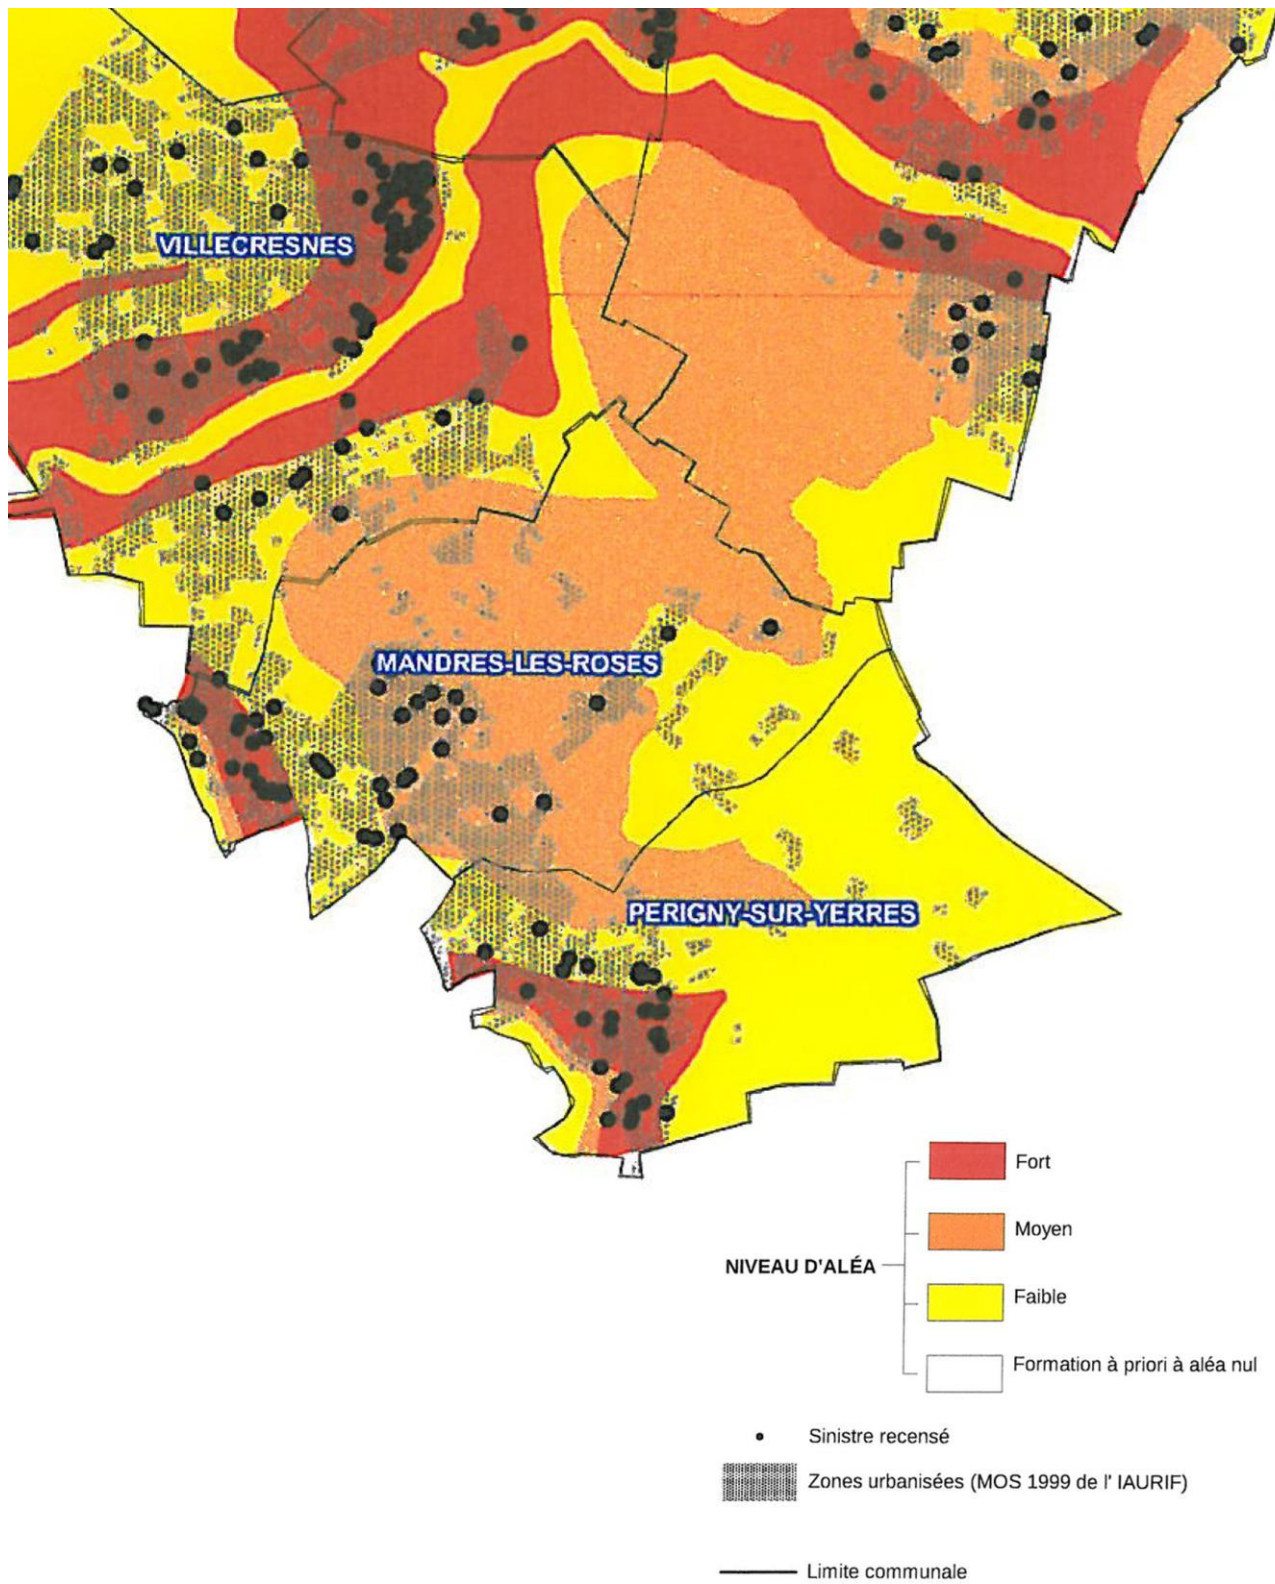 VILLECRESNES
MANDRES-LES-ROSES
PERIGNY-SUR-YERRES
Fort
Moyen
NIVEAU D'ALÉA
Faible
Formation à priori à aléa nul
Sinistre recensé
Zones urbanisées (MOS 1999 de l' IAURIF)
Limite communale